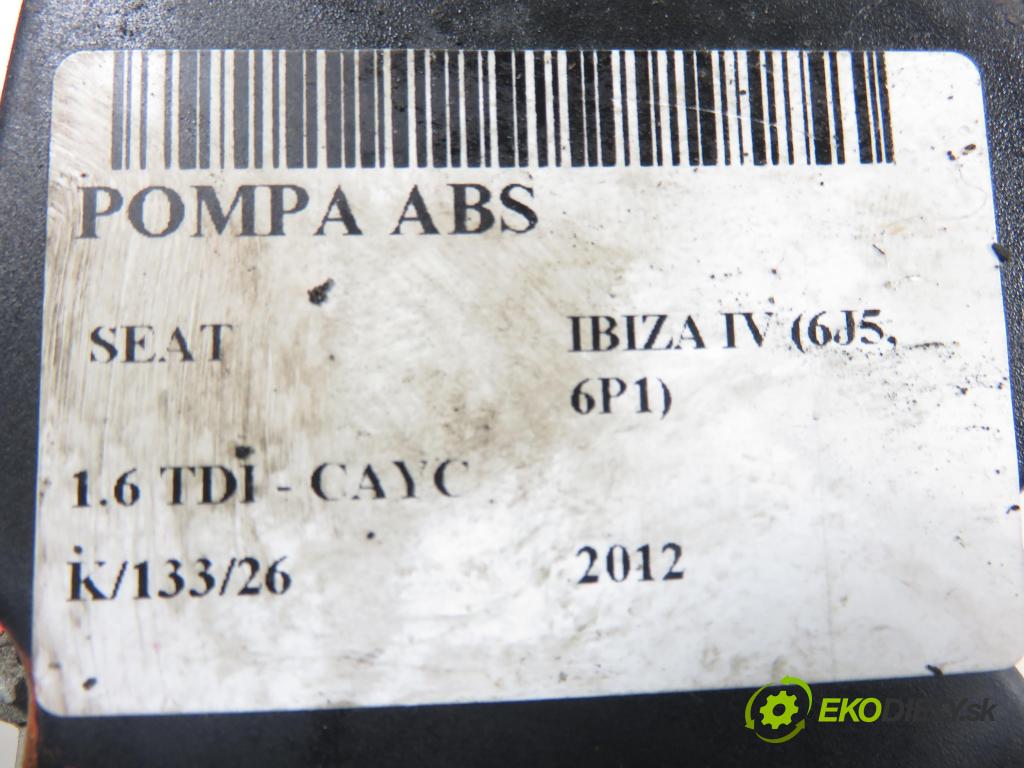 POMPA ABS
SEAT
IBIZA IV (6J5,
6P1)
1.6 TDI - CAYC
K/133/26
2012
EKODIELY.sk